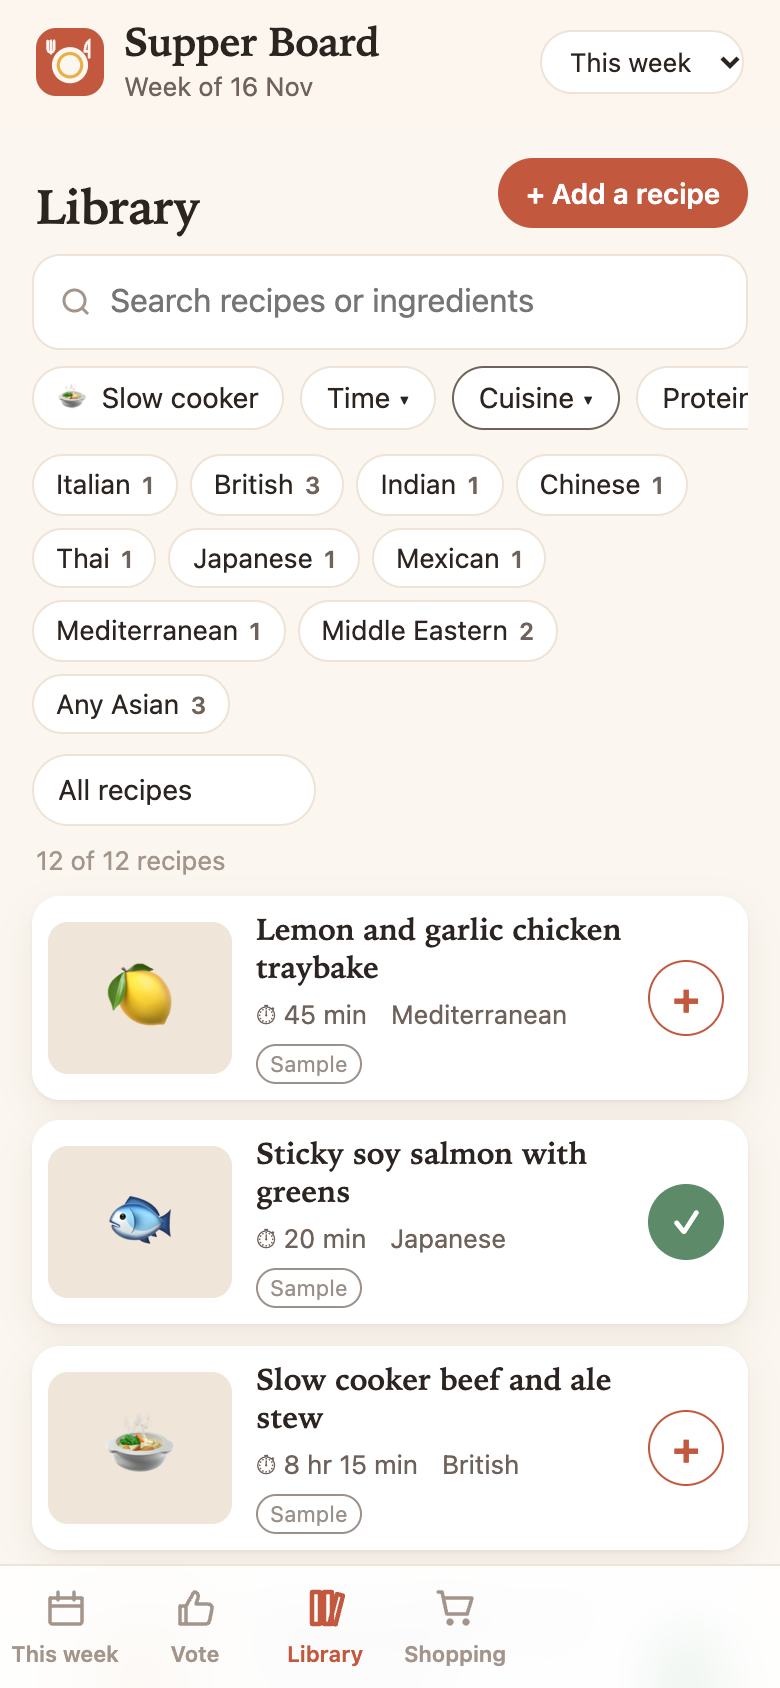 Supper Board
Week of 16 Nov
This week
Library
+ Add a recipe
Search recipes or ingredients
Slow cooker
Time ▾
Cuisine ▾
Protein
Italian 1
British 3
Indian 1
Chinese 1
Thai 1
Japanese 1
Mexican 1
Mediterranean 1
Middle Eastern 2
Any Asian 3
All recipes
12 of 12 recipes
Lemon and garlic chicken
traybake
⏱ 45 min Mediterranean
Sample
Sticky soy salmon with
greens
⏱ 20 min Japanese
Sample
Slow cooker beef and ale
stew
⏱ 8 hr 15 min British
Sample
This week
Vote
Library
Shopping